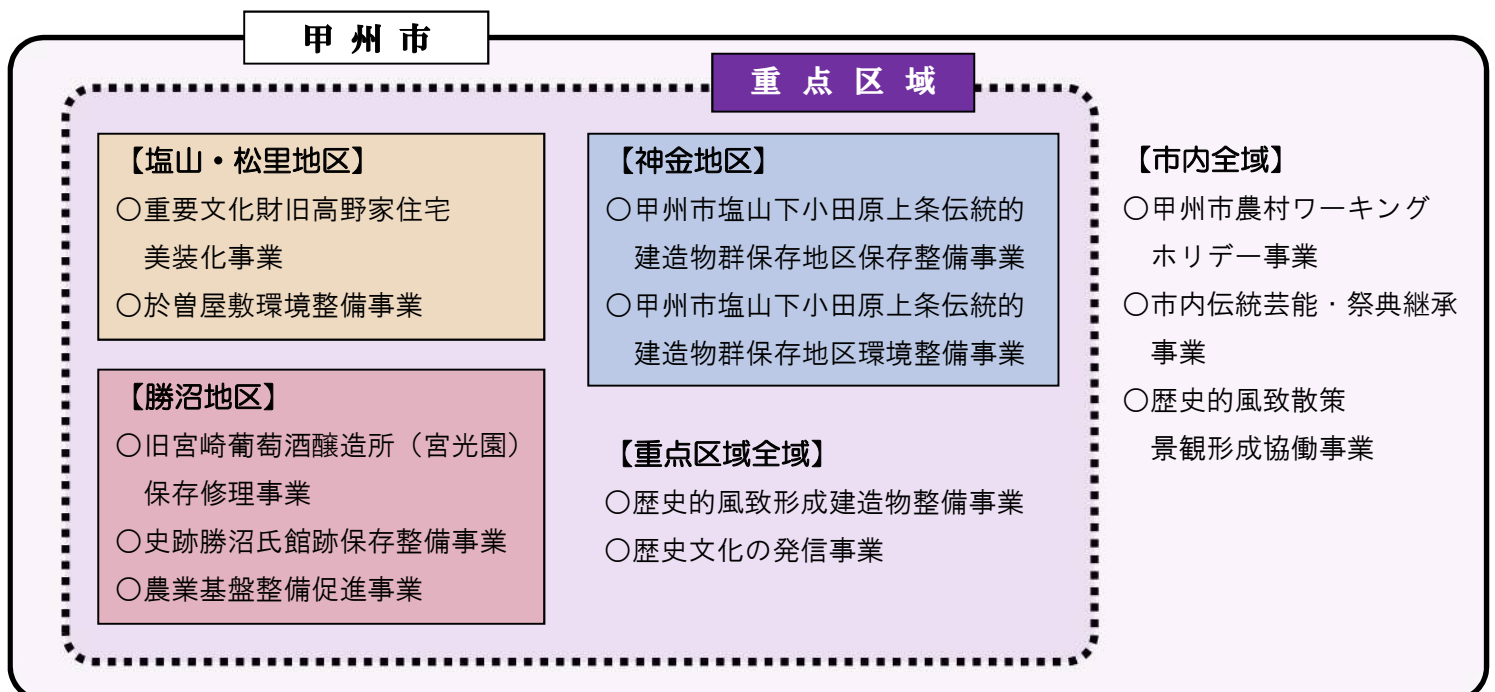 甲州市
重点区域
【塩山・松里地区】
○重要文化財旧高野家住宅
美装化事業
○於曽屋敷環境整備事業
【勝沼地区】
○旧宮崎葡萄酒醸造所（宮光園）
保存修理事業
○史跡勝沼氏館跡保存整備事業
○農業基盤整備促進事業
【神金地区】
○甲州市塩山下小田原上条伝統的
建造物群保存地区保存整備事業
○甲州市塩山下小田原上条伝統的
建造物群保存地区環境整備事業
【重点区域全域】
○歴史的風致形成建造物整備事業
○歴史文化の発信事業
【市内全域】
○甲州市農村ワーキング
ホリデー事業
○市内伝統芸能・祭典継承
事業
○歴史的風致散策
景観形成協働事業